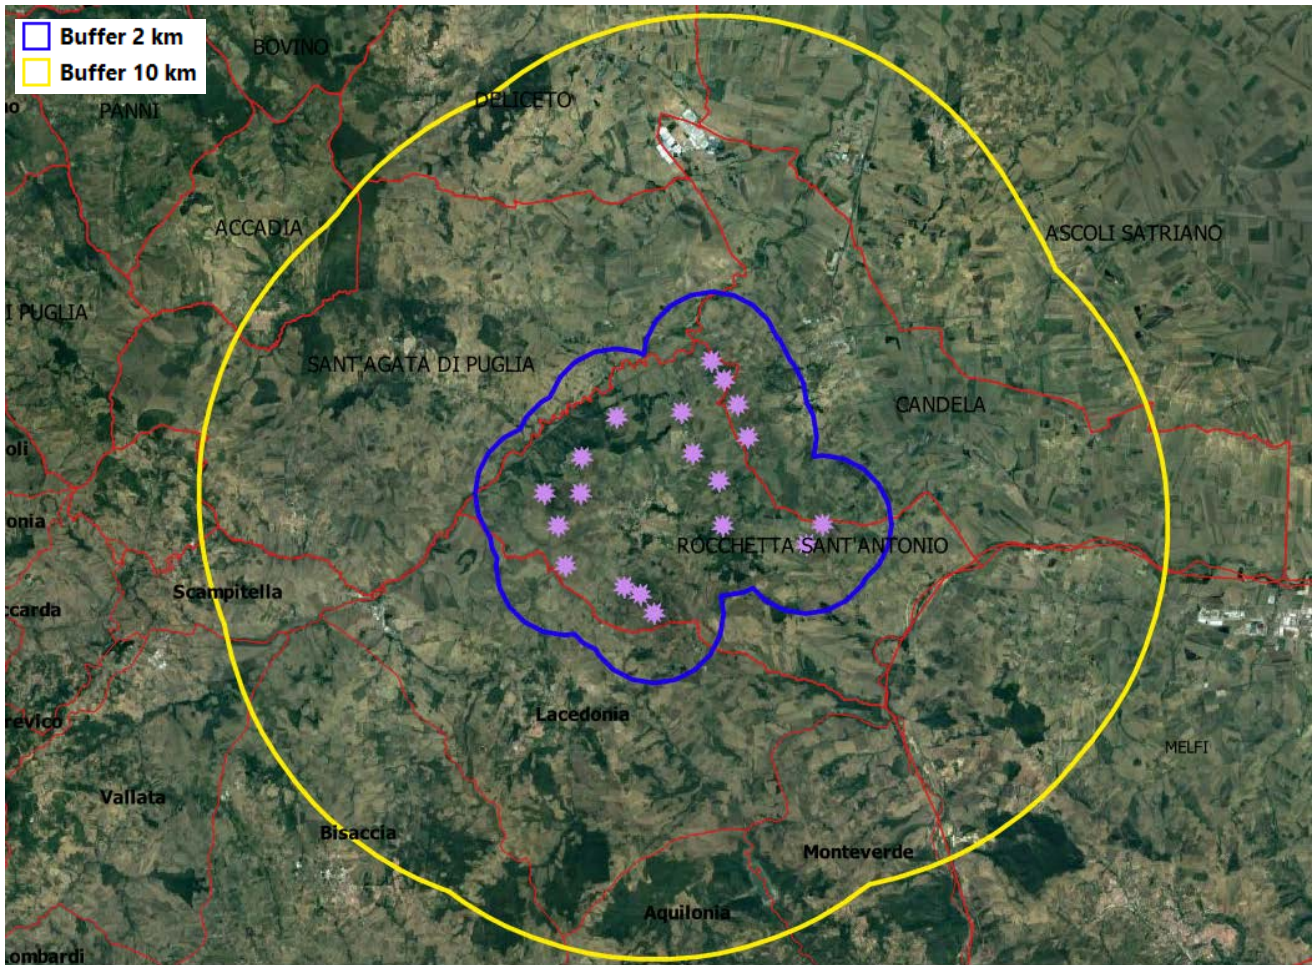 Buffer 2 km
Buffer 10 km
BOVINO
DELICETO
PANNI
ACCADIA
ASCOLI SATRIANO
I PUGLIA
SANT'AGATA DI PUGLIA
CANDELA
oli
onia
ROCCHETTA SANT'ANTONIO
Scampitella
ccarda
Lacedonia
revico
MELFI
Vallata
Bisaccia
Monteverde
Aquilonia
ombardi